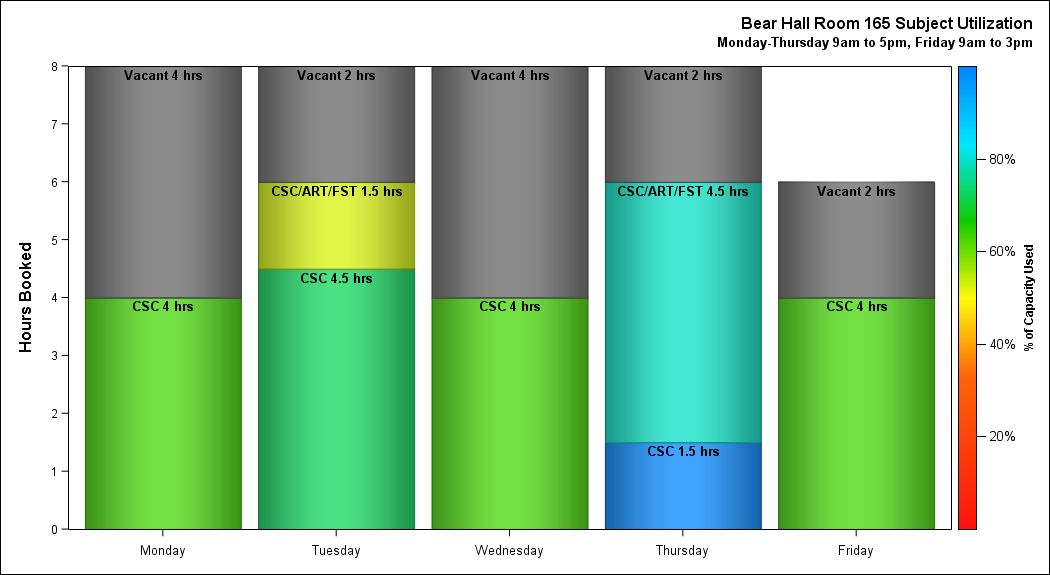 Bear Hall Room 165 Subject Utilization
Monday-Thursday 9am to 5pm, Friday 9am to 3pm
Hours Booked
8
7
6
5
4
3
2
1
0
Vacant 4 hrs
CSC 4 hrs
Vacant 2 hrs
CSC/ART/FST 1.5 hrs
CSC 4.5 hrs
Vacant 4 hrs
CSC 4 hrs
Vacant 2 hrs
CSC/ART/FST 4.5 hrs
CSC 1.5 hrs
Vacant 2 hrs
CSC 4 hrs
Monday
Tuesday
Wednesday
Thursday
Friday
80%
60%
40%
20%
% of Capacity Used